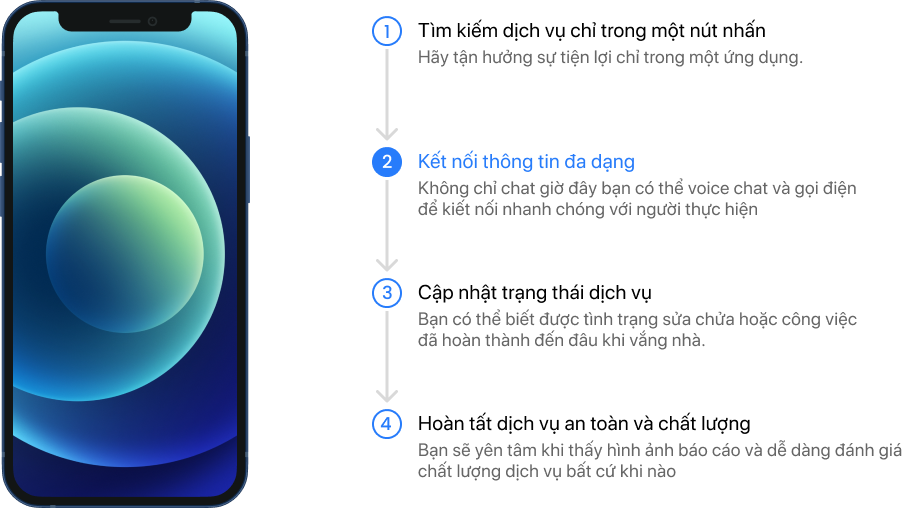 1 Tìm kiếm dịch vụ chỉ trong một nút nhấn
Hãy tận hưởng sự tiện lợi chỉ trong một ứng dụng.
2 Kết nối thông tin đa dạng
Không chỉ chat giờ đây bạn có thể voice chat và gọi điện
để kiết nối nhanh chóng với người thực hiện
3 Cập nhật trạng thái dịch vụ
Bạn có thể biết được tình trạng sửa chửa hoặc công việc
đã hoàn thành đến đâu khi vắng nhà.
4 Hoàn tất dịch vụ an toàn và chất lượng
Bạn sẽ yên tâm khi thấy hình ảnh báo cáo và dễ dàng đánh giá
chất lượng dịch vụ bất cứ khi nào